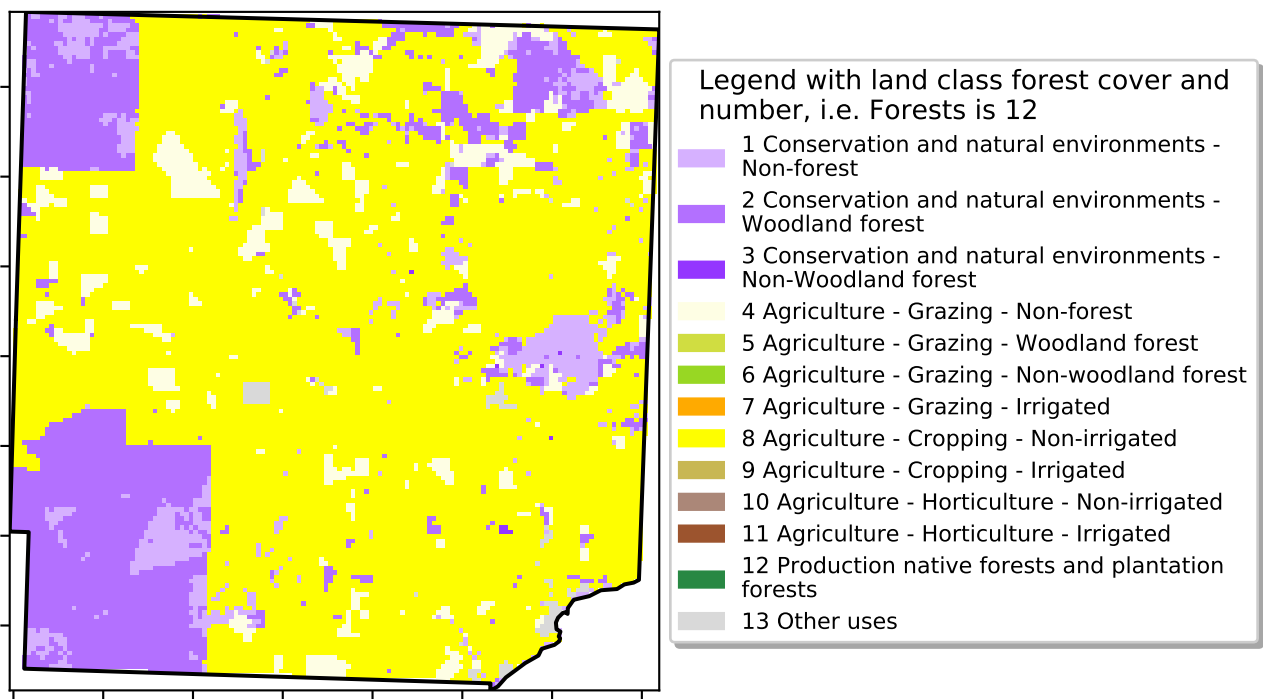 Legend with land class forest cover and
number, i.e. Forests is 12
1 Conservation and natural environments -
Non-forest
2 Conservation and natural environments -
Woodland forest
3 Conservation and natural environments -
Non-Woodland forest
4 Agriculture - Grazing - Non-forest
5 Agriculture - Grazing - Woodland forest
6 Agriculture - Grazing - Non-woodland forest
7 Agriculture - Grazing - Irrigated
8 Agriculture - Cropping - Non-irrigated
9 Agriculture - Cropping - Irrigated
10 Agriculture - Horticulture - Non-irrigated
11 Agriculture - Horticulture - Irrigated
12 Production native forests and plantation
forests
13 Other uses